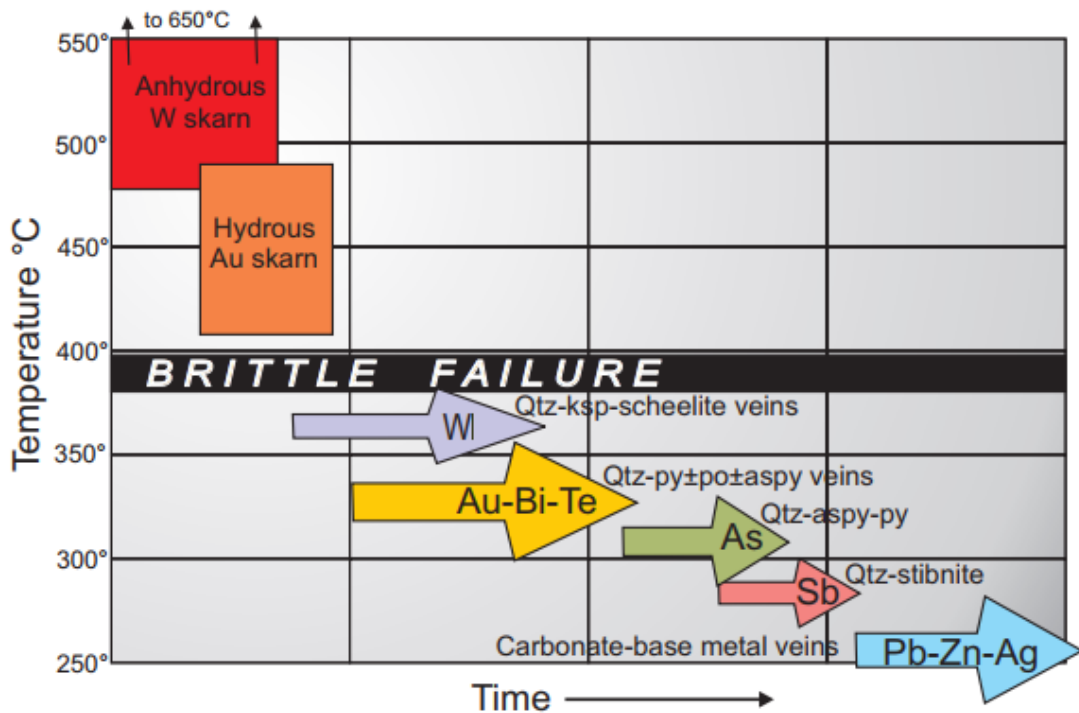 to 650°C
550°
Anhydrous
W skarn
500°
Hydrous
Au skarn
450°
400°
BRITTLE FAILURE
W
Qtz-ksp-scheelite veins
350°
Au-Bi-Te
Qtz-py±po±aspy veins
As
Qtz-aspy-py
300°
Sb
Qtz-stibnite
Carbonate-base metal veins
Pb-Zn-Ag
250°
Temperature °C
Time